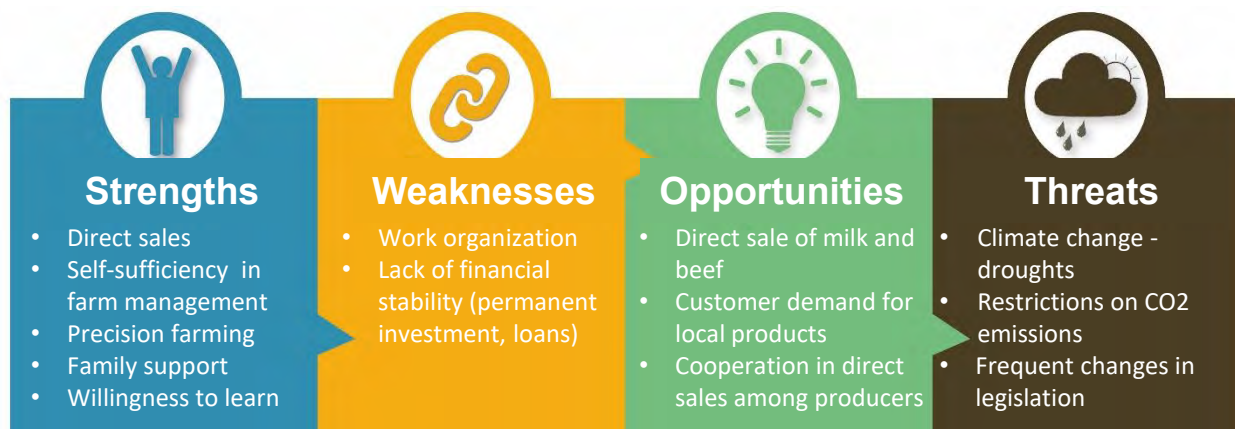 Strengths
• Direct sales
• Self-sufficiency in
farm management
• Precision farming
• Family support
• Willingness to learn
Weaknesses
• Work organization
• Lack of financial
stability (permanent
investment, loans)
Opportunities
• Direct sale of milk and
beef
• Customer demand for
local products
• Cooperation in direct
sales among producers
Threats
• Climate change -
droughts
• Restrictions on CO2
emissions
• Frequent changes in
legislation